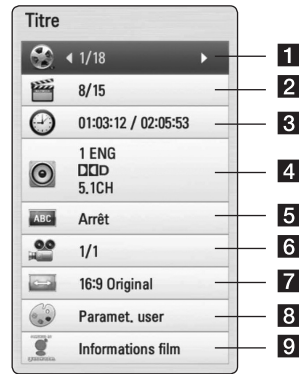 Titre
1/18 1
8/15 2
01:03:12 / 02:05:53 3
1 ENG
DD D
5.1CH 4
ABC Arrêt 5
1/1 6
16:9 Original 7
Paramet. user 8
Informations film 9